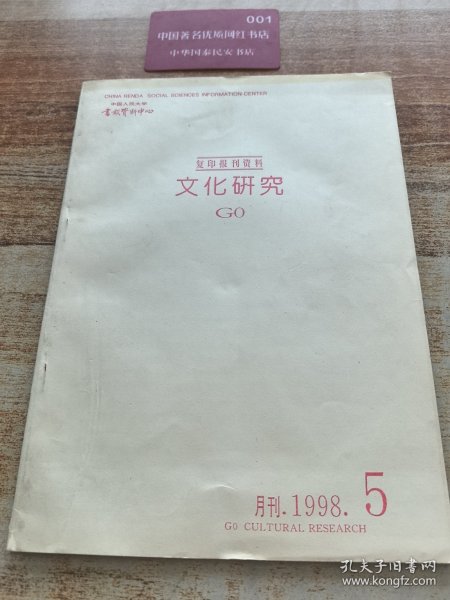 001
中国著名优质网红书店
中华国泰民安书店
CHINA RENDA SOCIAL SCIENCES INFORMATION CENTER
中国人民大学
书报资料中心
复印报刊资料
文化研究
G0
月刊.1998.5
G0 CULTURAL RESEARCH
孔夫子旧书网
www.kongfz.com